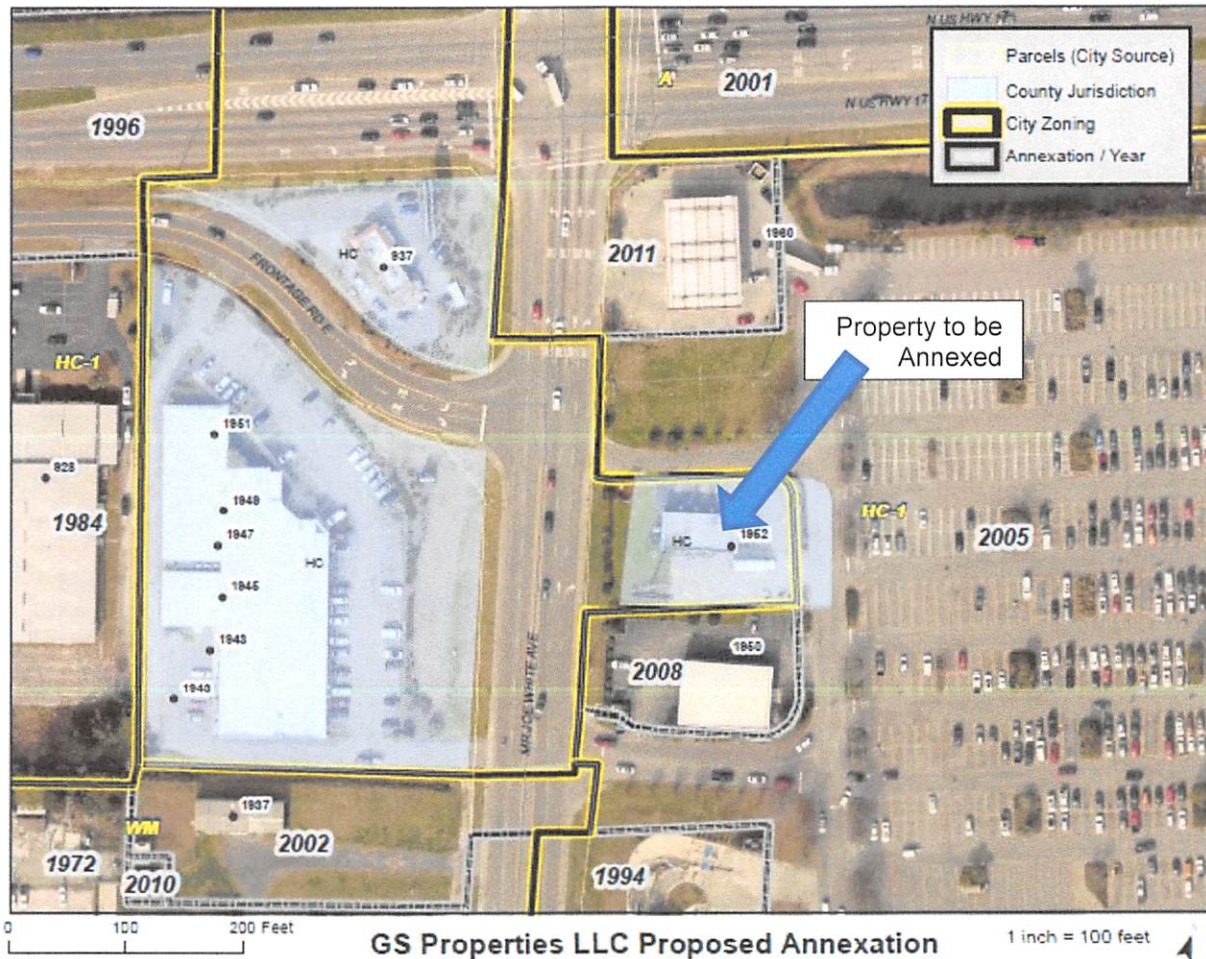 N US HWY 17
Parcels (City Source)
County Jurisdiction
City Zoning
Annexation / Year
A
2001
N US HWY 17
1996
HC
937
2011
1960
FRONTAGE RD E
Property to be
Annexed
HC-1
1951
928
1984
1949
1947
HC
1945
1943
1940
HC
1952
HC-1
2005
MR JOE WHITE AVE
2008
1950
1937
WM
2002
1972
2010
1994
0 100 200 Feet
GS Properties LLC Proposed Annexation
1 inch = 100 feet